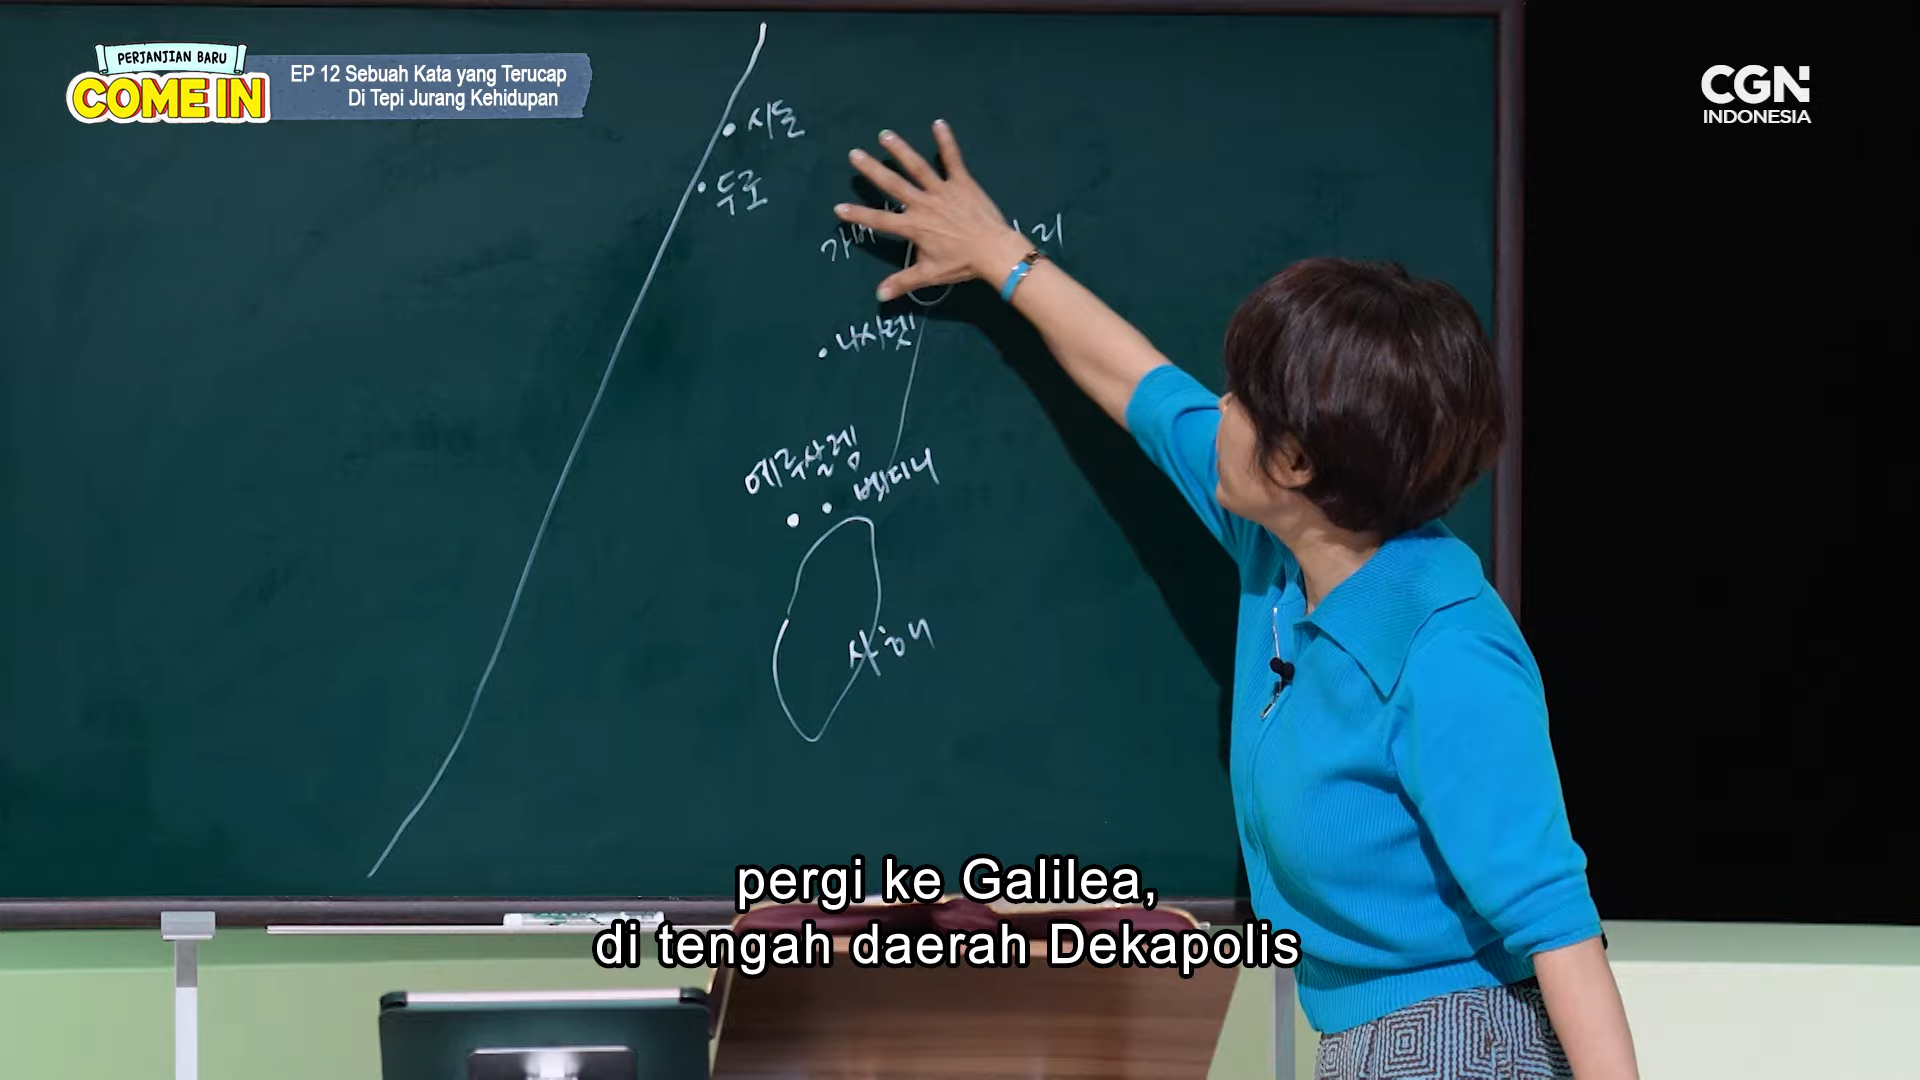 PERJANJIAN BARU
COME IN
EP 12 Sebuah Kata yang Terucap
Di Tepi Jurang Kehidupan
CGN
INDONESIA
시돈
두로
나사렛
예루살렘
베다니
사해
pergi ke Galilea,
di tengah daerah Dekapolis